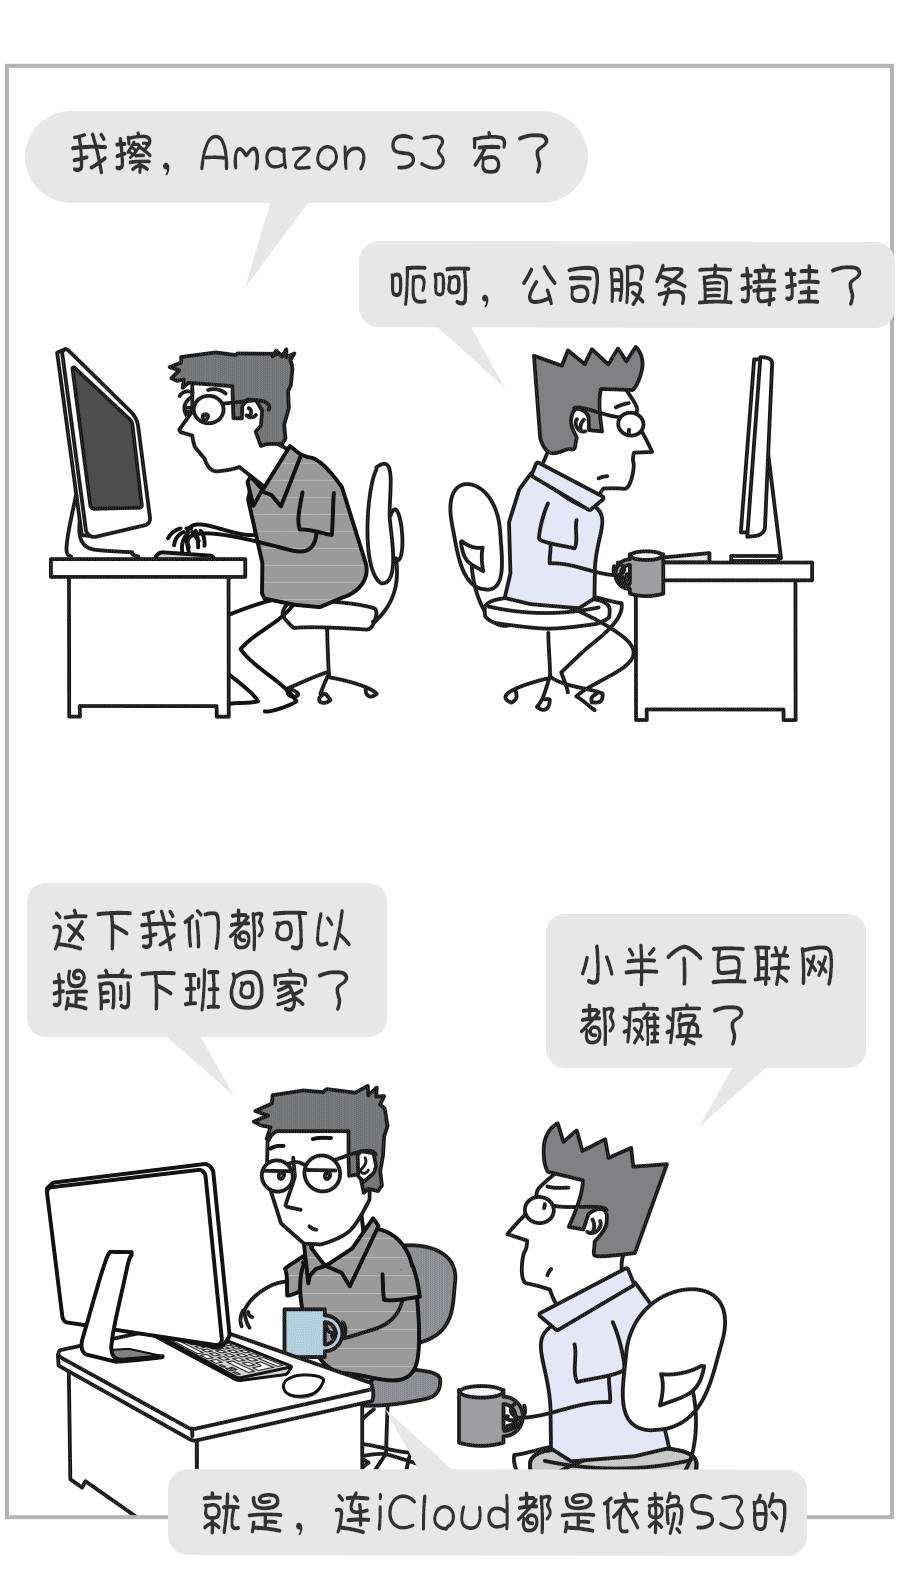 我擦，Amazon S3 宕了
呃呵，公司服务直接挂了
这下我们都可以
提前下班回家了
小半个互联网
都瘫痪了
就是，连iCloud都是依赖S3的